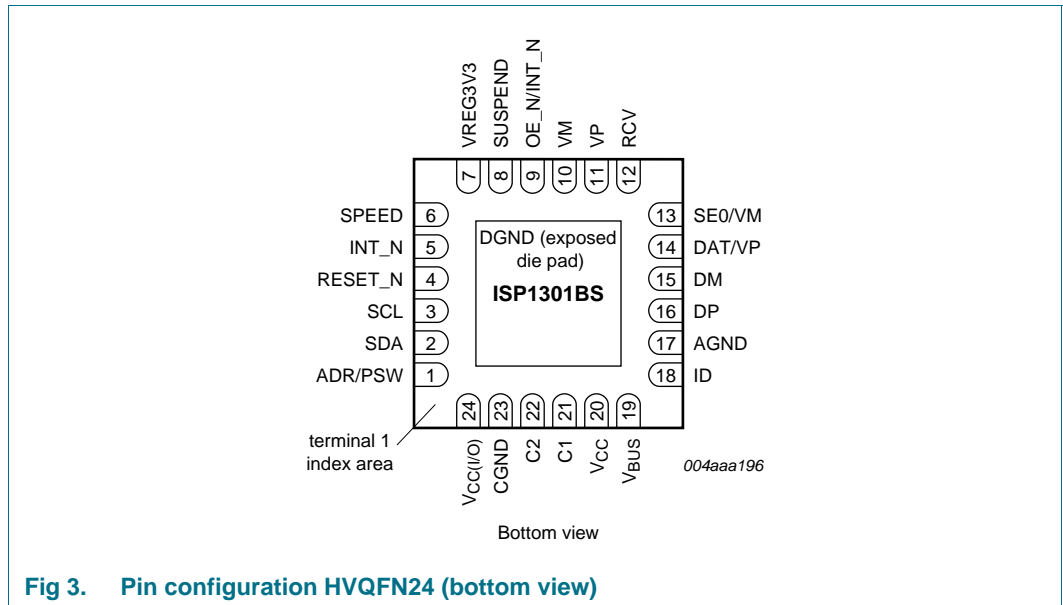 VREG3V3
SUSPEND
OE_N/INT_N
VM
VP
RCV
7
8
9
10
11
12
SPEED 6
INT_N 5
RESET_N 4
SCL 3
SDA 2
ADR/PSW 1
DGND (exposed
die pad)
ISP1301BS
13 SE0/VM
14 DAT/VP
15 DM
16 DP
17 AGND
18 ID
24
23
22
21
20
19
terminal 1
index area
VCC(I/O)
CGND
C2
C1
VCC
VBUS
004aaa196
Bottom view
Fig 3. Pin configuration HVQFN24 (bottom view)